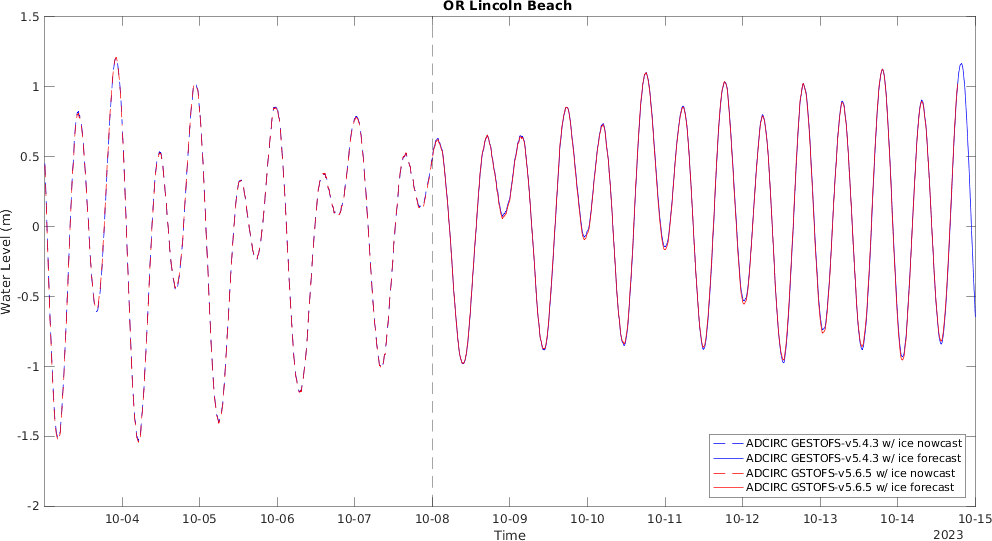 OR Lincoln Beach
1.5
1
0.5
0
-0.5
-1
-1.5
-2
Water Level (m)
ADCIRC GESTOFS-v5.4.3 w/ ice nowcast
ADCIRC GESTOFS-v5.4.3 w/ ice forecast
ADCIRC GSTOFS-v5.6.5 w/ ice nowcast
ADCIRC GSTOFS-v5.6.5 w/ ice forecast
10-04 10-05 10-06 10-07 10-08 10-09 10-10 10-11 10-12 10-13 10-14 10-15
Time
2023